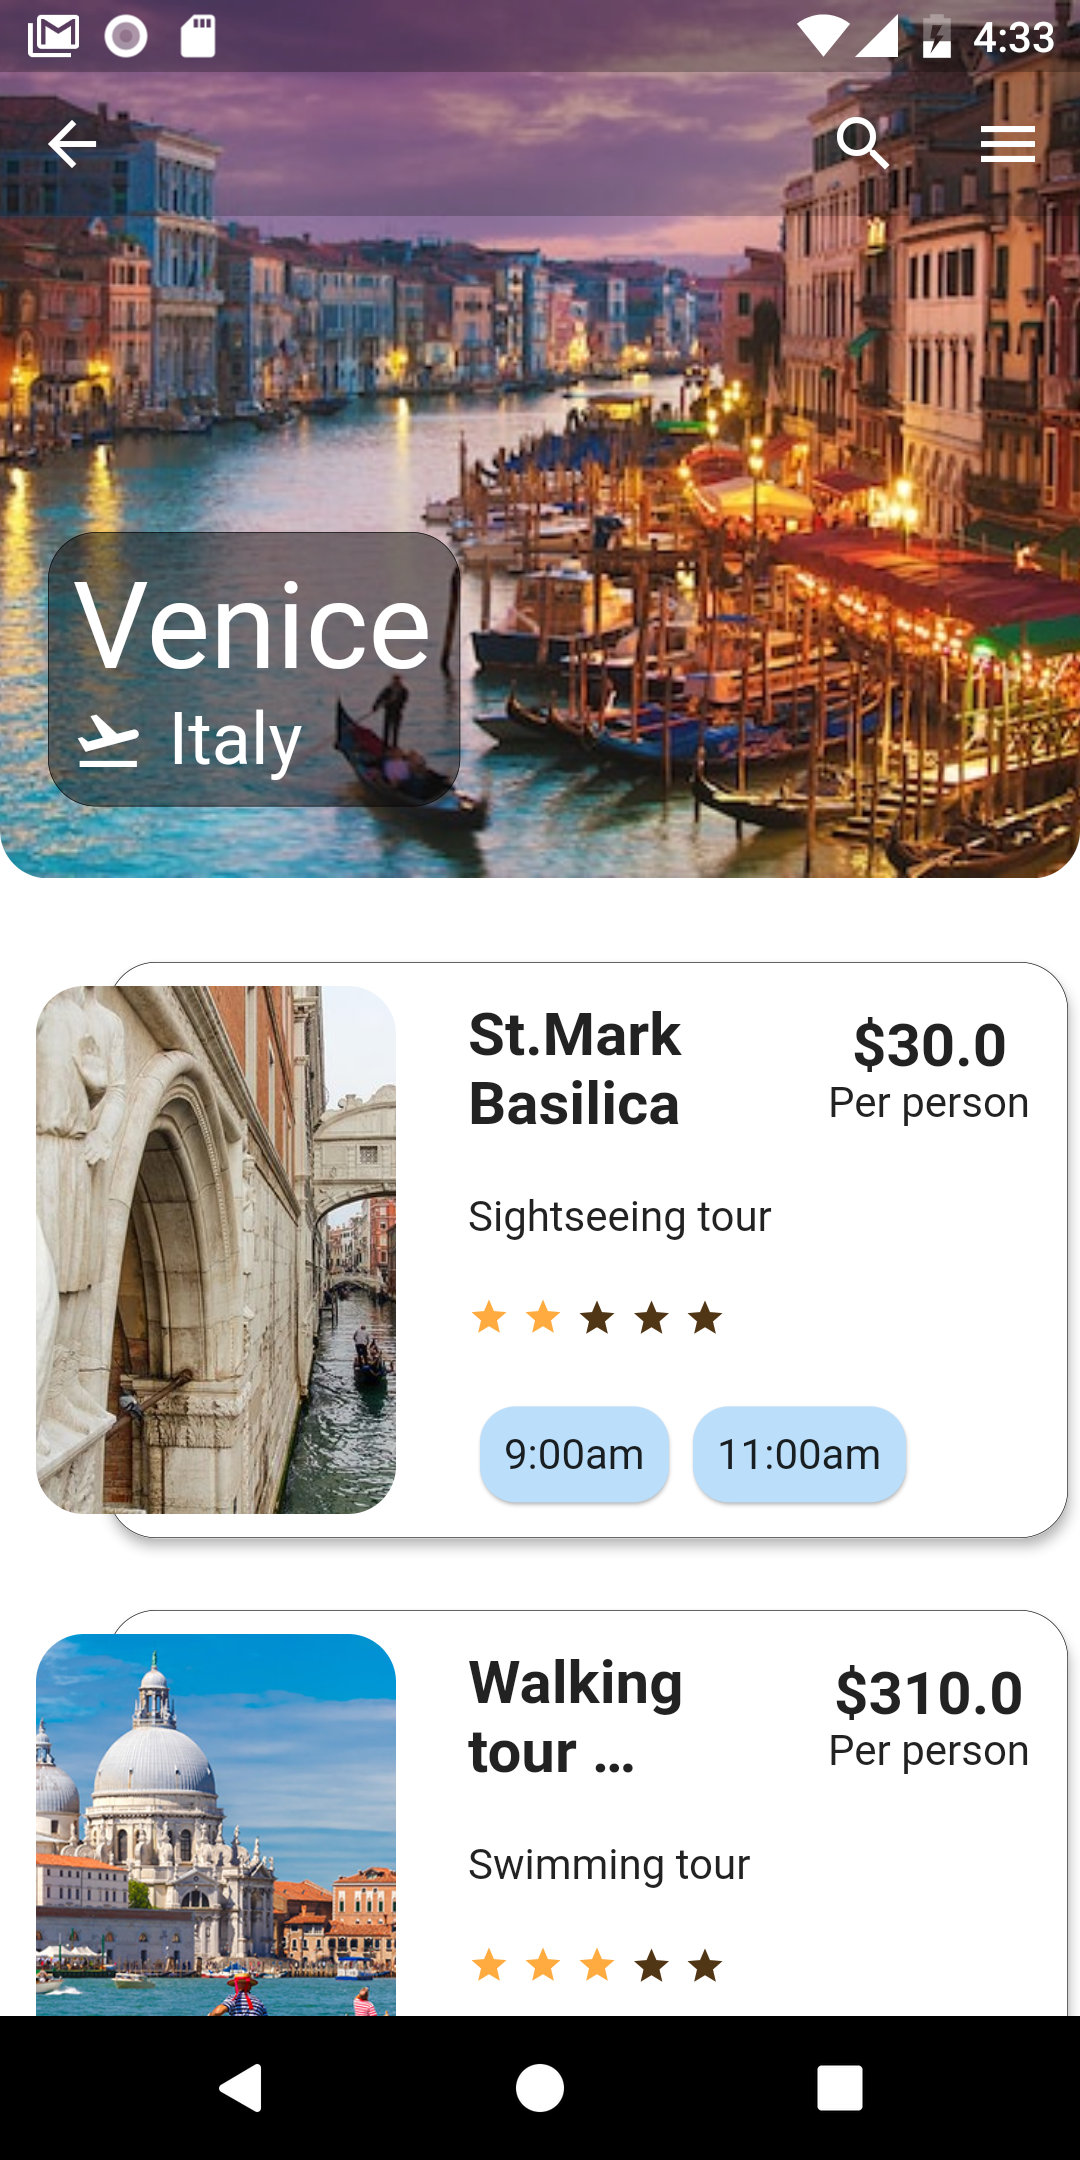 4:33
Venice
Italy
St.Mark
Basilica
$30.0
Per person
Sightseeing tour
9:00am
11:00am
Walking
tour ...
$310.0
Per person
Swimming tour